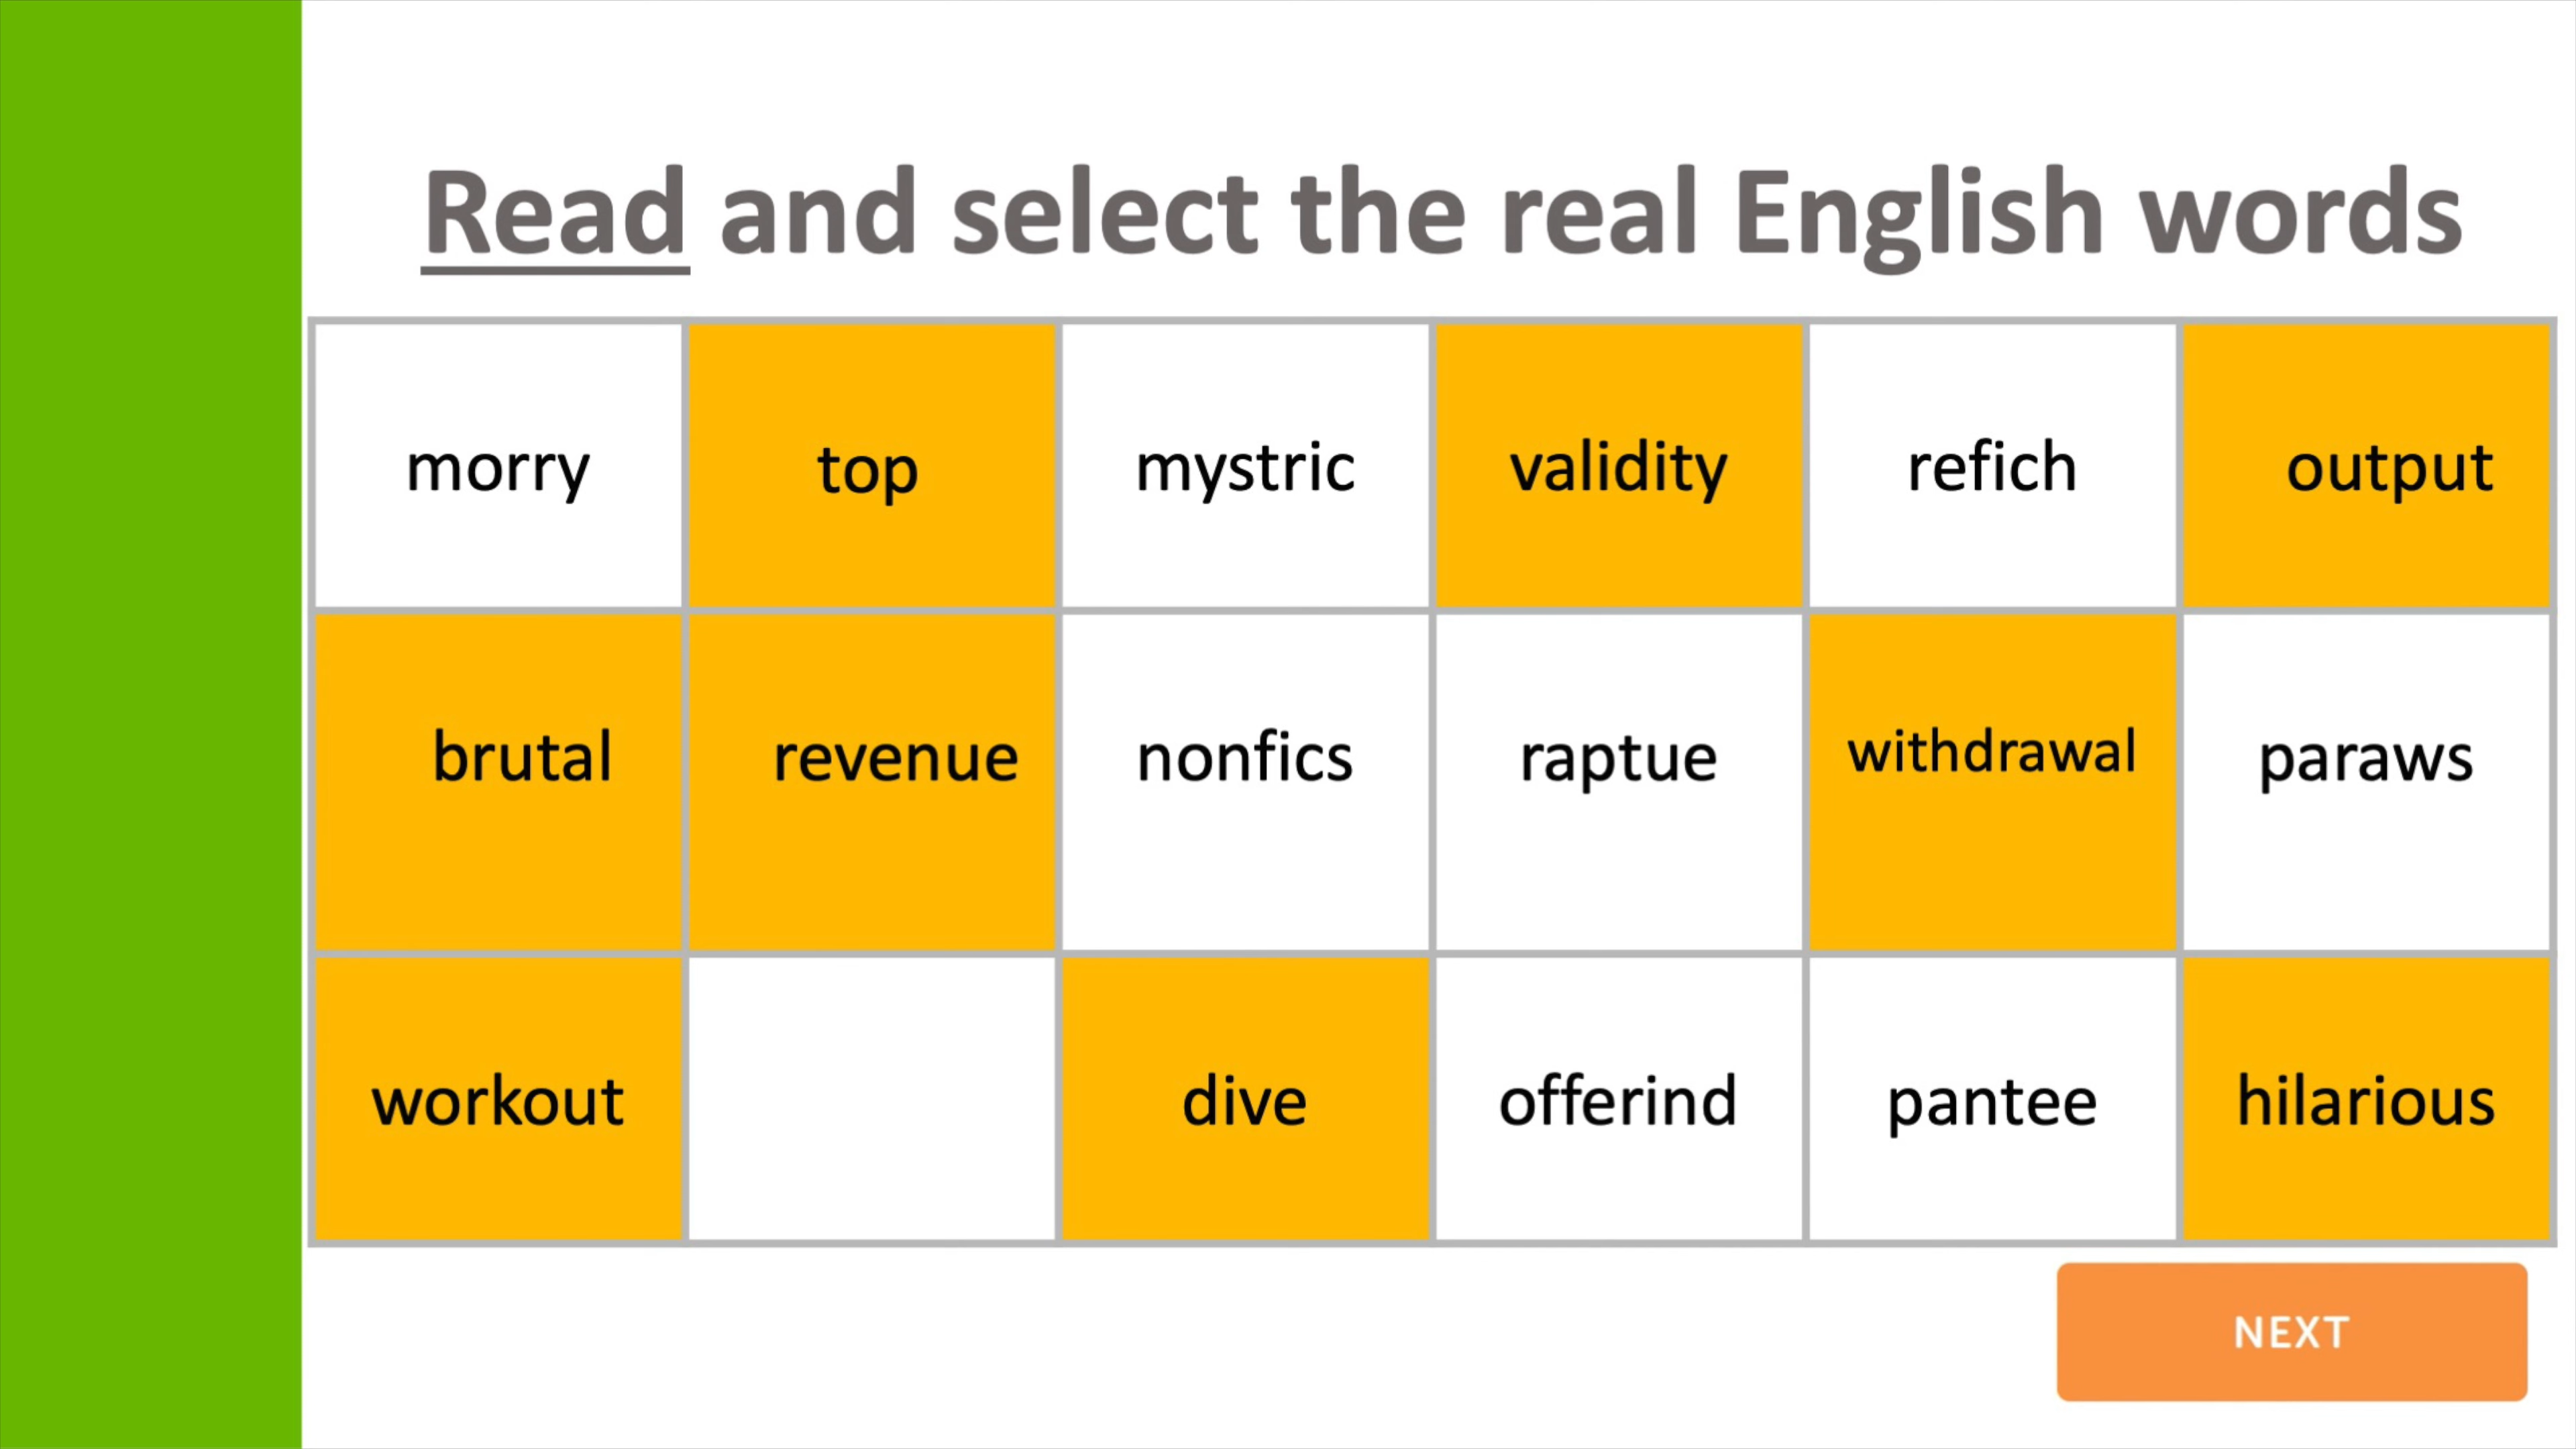 Read and select the real English words
morry top mystric validity refich output
brutal revenue nonfics raptue withdrawal paraws
workout dive offerind pantee hilarious
NEXT